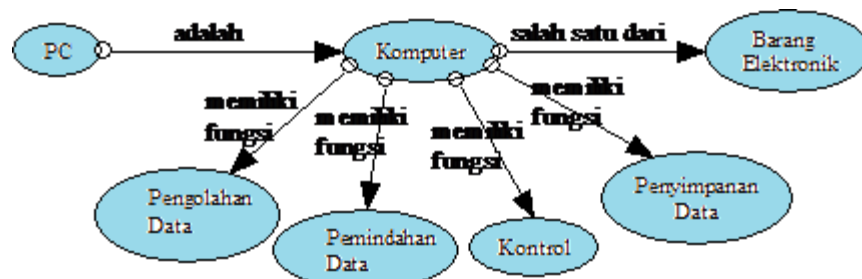 PC
adalah
Komputer
salah satu dari
Barang
Elektronik
memiliki
fungsi
memiliki
fungsi
memiliki
fungsi
memiliki
fungsi
Pengolahan
Data
Pemindahan
Data
Kontrol
Penyimpanan
Data